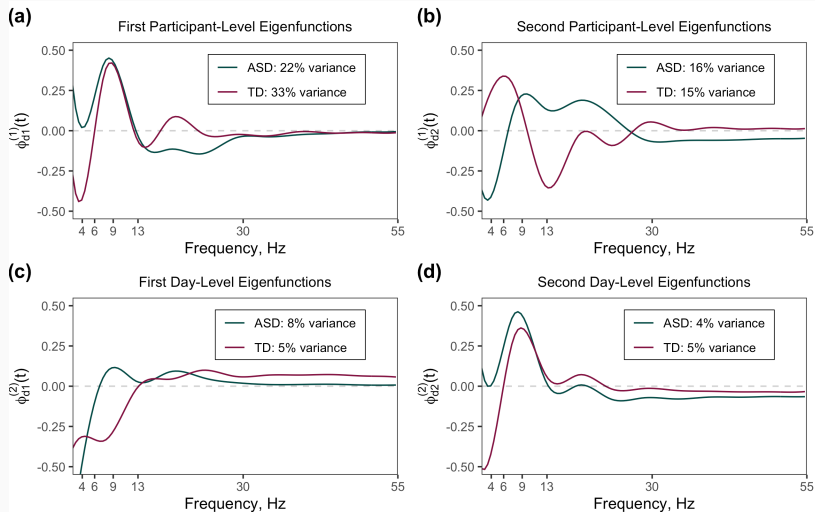 (a)
First Participant-Level Eigenfunctions
0.50
0.25
0.00
-0.25
-0.50
ϕ_d1^(1)(t)
ASD: 22% variance
TD: 33% variance
4 6 9 13 30 55
Frequency, Hz
(b)
Second Participant-Level Eigenfunctions
0.50
0.25
0.00
-0.25
-0.50
ϕ_d2^(1)(t)
ASD: 16% variance
TD: 15% variance
4 6 9 13 30 55
Frequency, Hz
(c)
First Day-Level Eigenfunctions
0.50
0.25
0.00
-0.25
-0.50
ϕ_d1^(2)(t)
ASD: 8% variance
TD: 5% variance
4 6 9 13 30 55
Frequency, Hz
(d)
Second Day-Level Eigenfunctions
0.50
0.25
0.00
-0.25
-0.50
ϕ_d2^(2)(t)
ASD: 4% variance
TD: 5% variance
4 6 9 13 30 55
Frequency, Hz